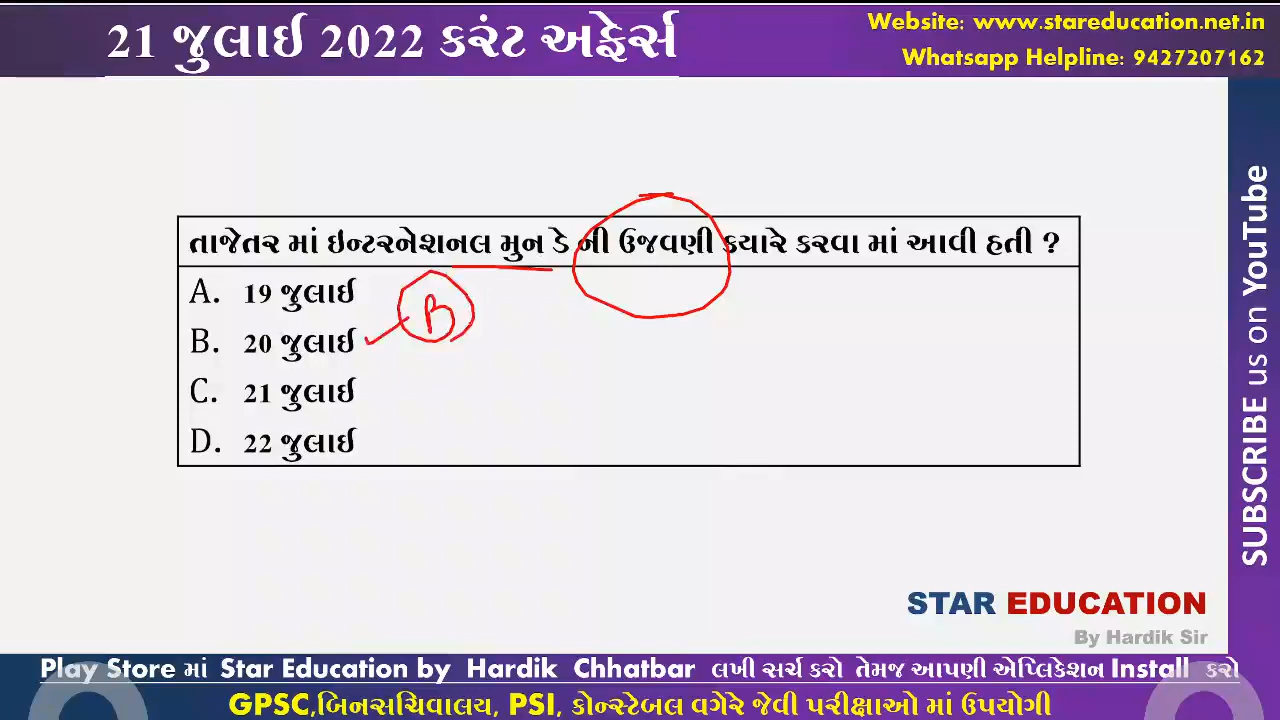 21 જુલાઈ 2022 કરંટ અફેર્સ
Website: www.stareducation.net.in
Whatsapp Helpline: 9427207162
તાજેતર માં ઇન્ટરનેશનલ મુન ડે ની ઉજવણી ક્યારે કરવા માં આવી હતી ?
A. 19 જુલાઈ
B. 20 જુલાઈ
B
C. 21 જુલાઈ
D. 22 જુલાઈ
SUBSCRIBE us on YouTube
STAR EDUCATION
By Hardik Sir
Play Store માં Star Education by Hardik Chhatbar લખી સર્ચ કરો તેમજ આપણી એપ્લિકેશન Install કરો
GPSC,બિનસચિવાલય, PSI, કોન્સ્ટેબલ વગેરે જેવી પરીક્ષાઓ માં ઉપયોગી